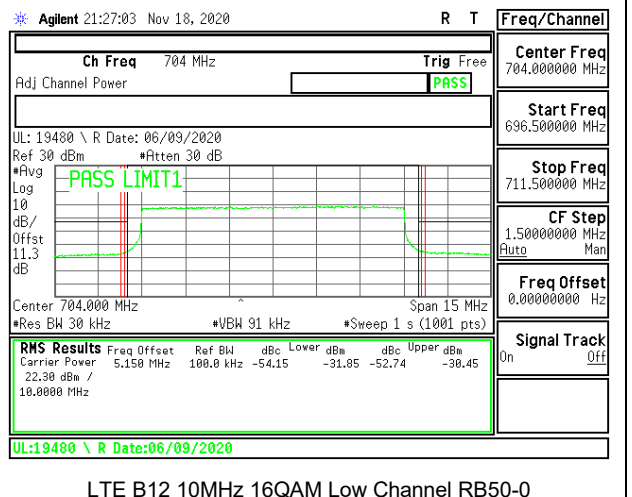 Agilent 21:27:03 Nov 18, 2020 R T
Freq/Channel
Ch Freq 704 MHz Trig Free
Adj Channel Power PASS
UL: 19480 \ R Date: 06/09/2020
Ref 30 dBm #Atten 30 dB
#Avg
Log
10
dB/
Offst
11.3
dB
PASS LIMIT1
Center 704.000 MHz ^ Span 15 MHz
#Res BW 30 kHz #VBW 91 kHz #Sweep 1 s (1001 pts)
RMS Results Freq Offset Ref BW dBc Lower dBm dBc Upper dBm
Carrier Power 5.150 MHz 100.0 kHz -54.15 -31.85 -52.74 -30.45
22.30 dBm /
10.0000 MHz
UL:19480 \ R Date:06/09/2020
Center Freq
704.000000 MHz
Start Freq
696.500000 MHz
Stop Freq
711.500000 MHz
CF Step
1.50000000 MHz
Auto Man
Freq Offset
0.00000000 Hz
Signal Track
On Off
LTE B12 10MHz 16QAM Low Channel RB50-0